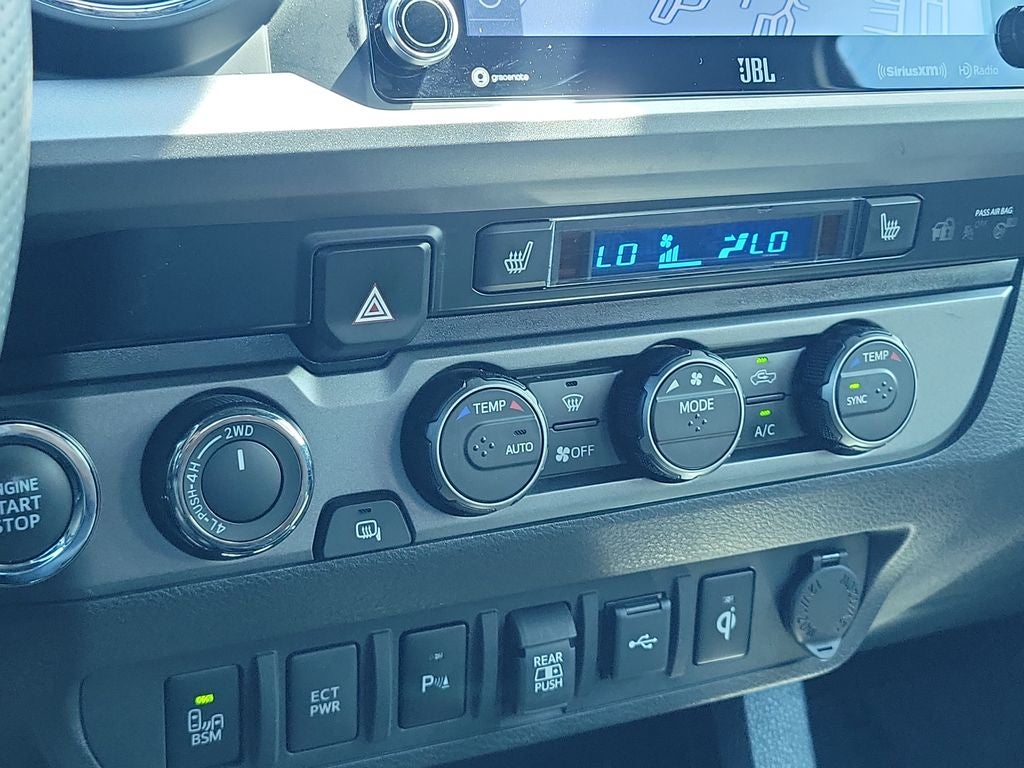 gracenote
JBL
((SiriusXM))
HD Radio
PASS AIR BAG
LO
LO
TEMP
AUTO
OFF
MODE
A/C
TEMP
SYNC
2WD
4H
4L-PUSH-
ENGINE
START
STOP
BSM
ECT
PWR
P
REAR
PUSH